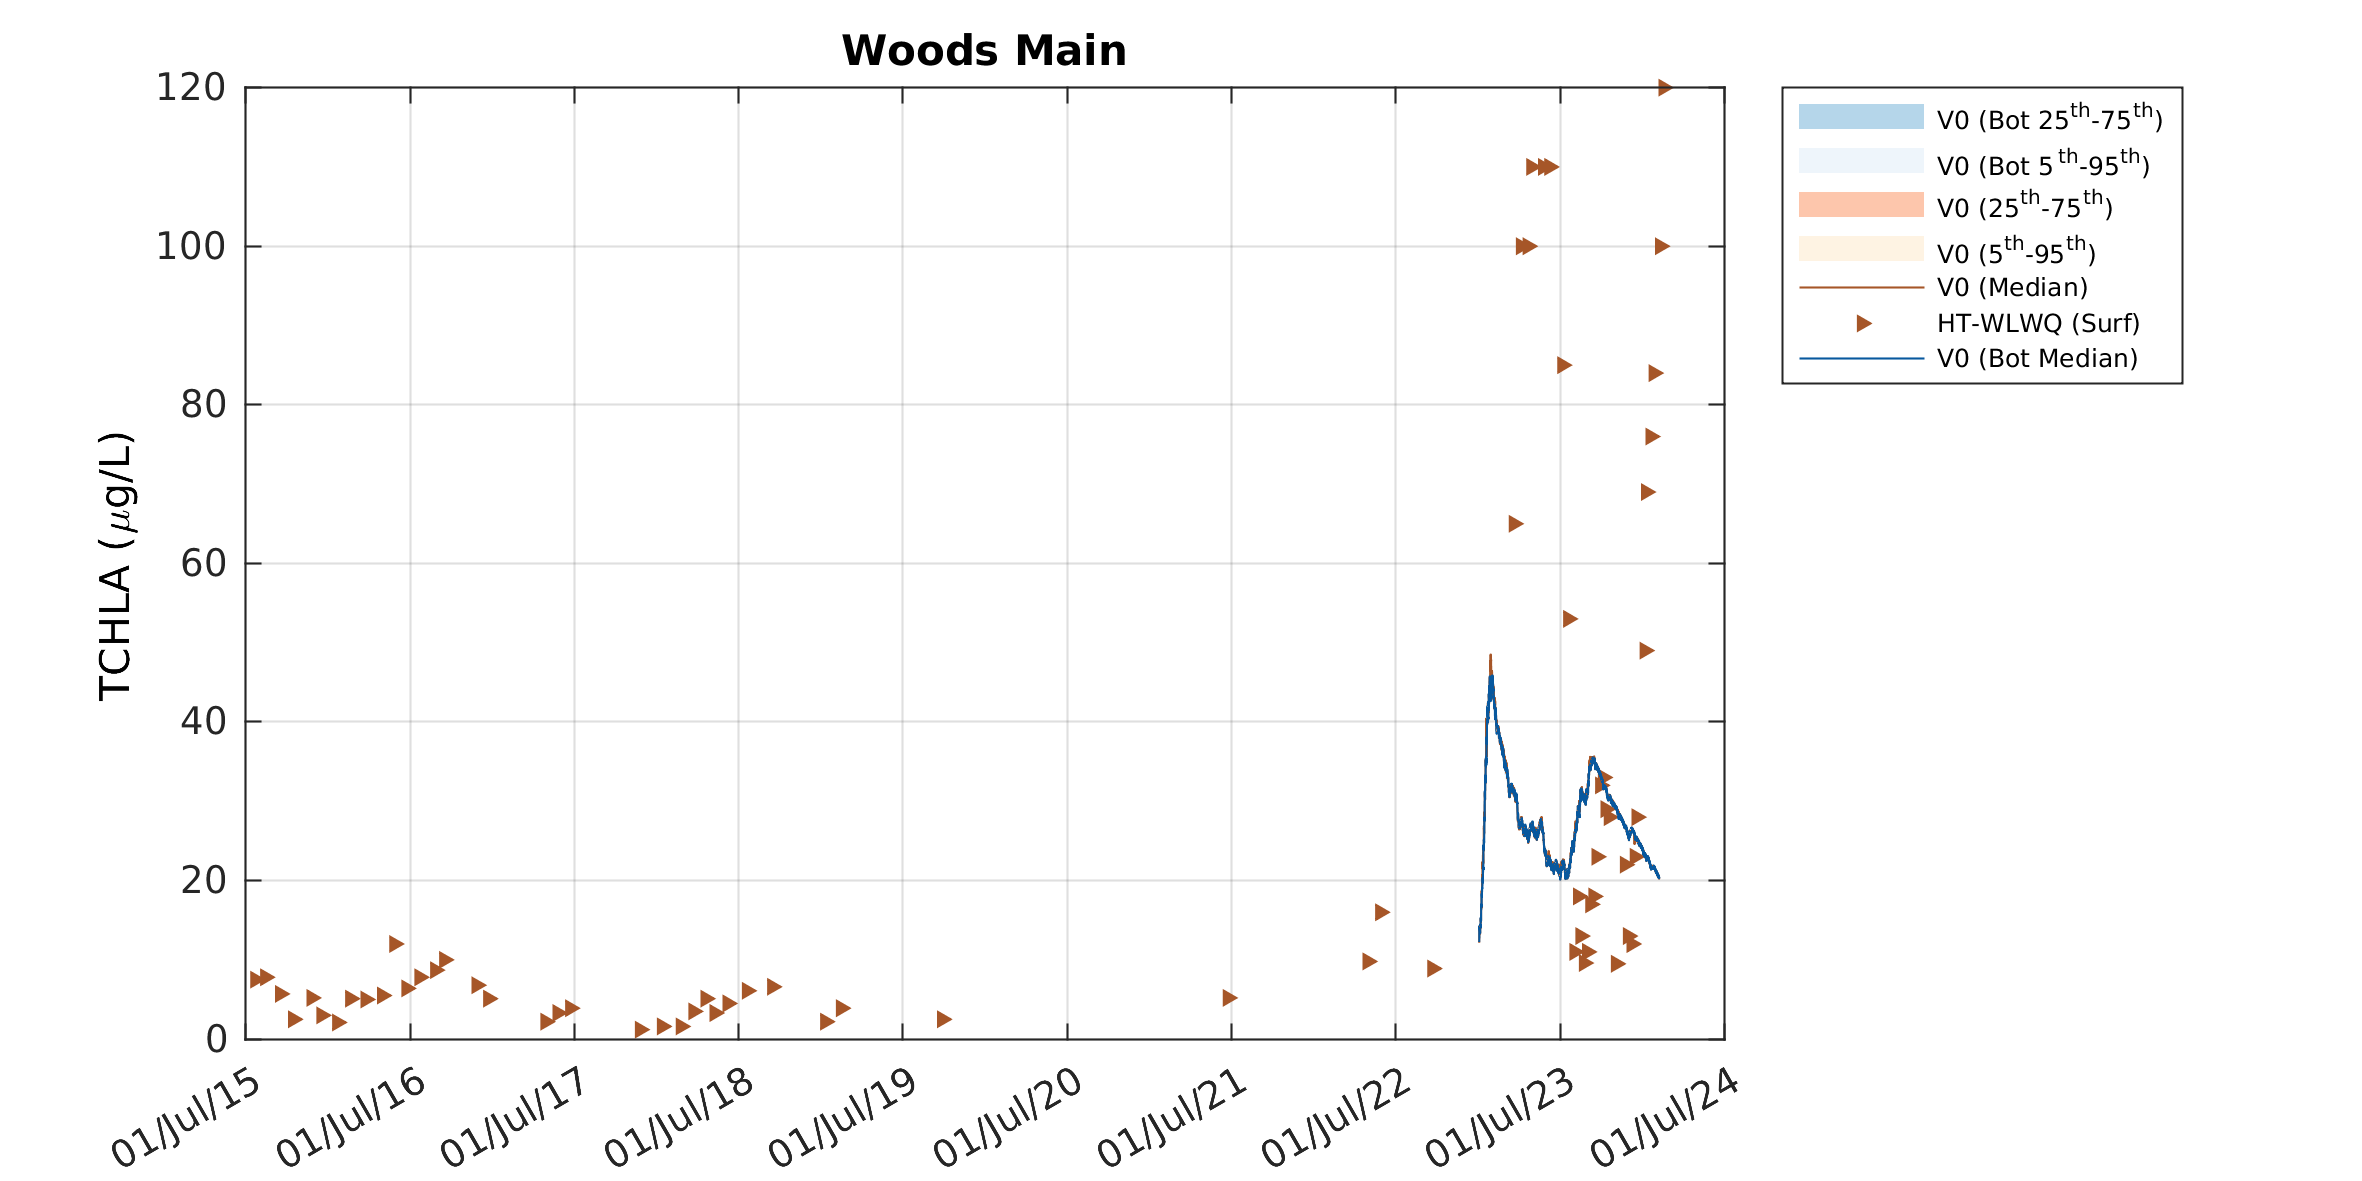 Woods Main
TCHLA (μg/L)
120
100
80
60
40
20
0
01/Jul/15
01/Jul/16
01/Jul/17
01/Jul/18
01/Jul/19
01/Jul/20
01/Jul/21
01/Jul/22
01/Jul/23
01/Jul/24
V0 (Bot 25th-75th)
V0 (Bot 5th-95th)
V0 (25th-75th)
V0 (5th-95th)
V0 (Median)
HT-WLWQ (Surf)
V0 (Bot Median)